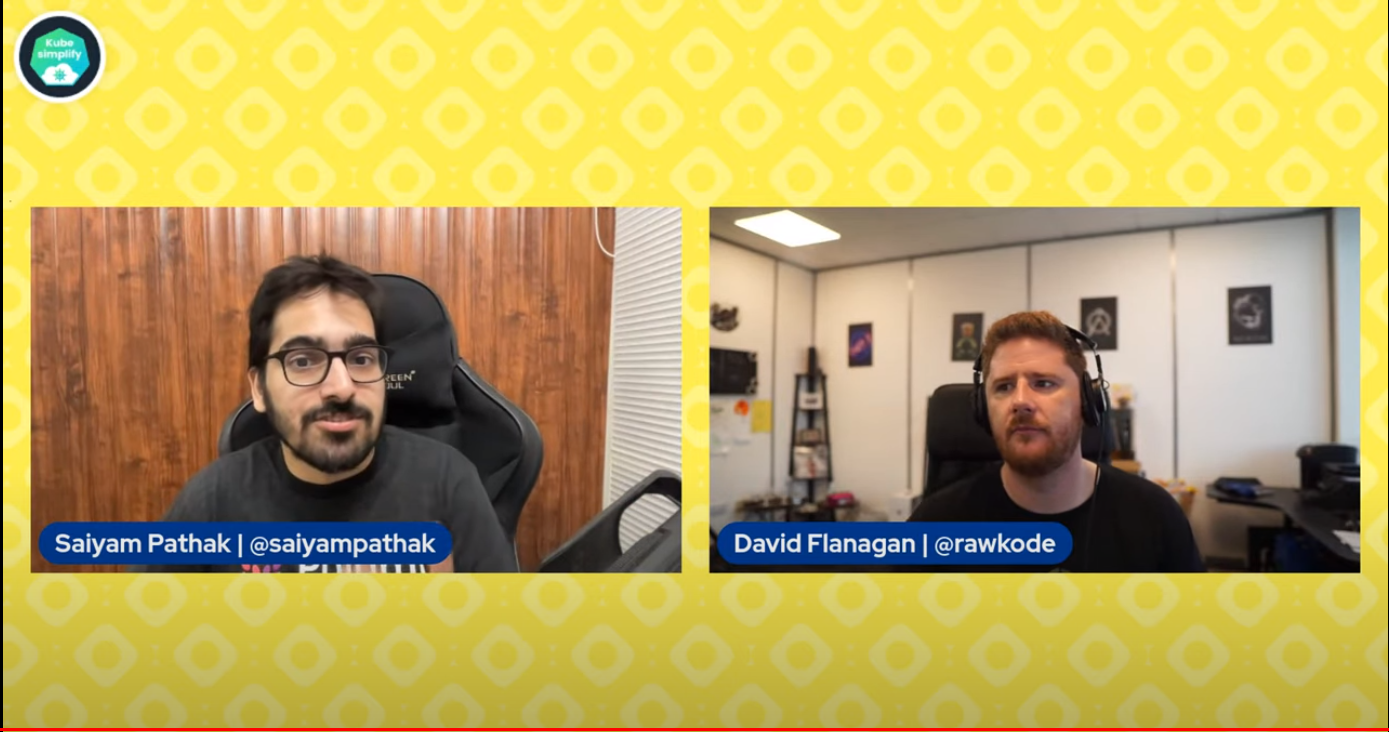 Kube
simplify
Saiyam Pathak | @saiyampathak
David Flanagan | @rawkode